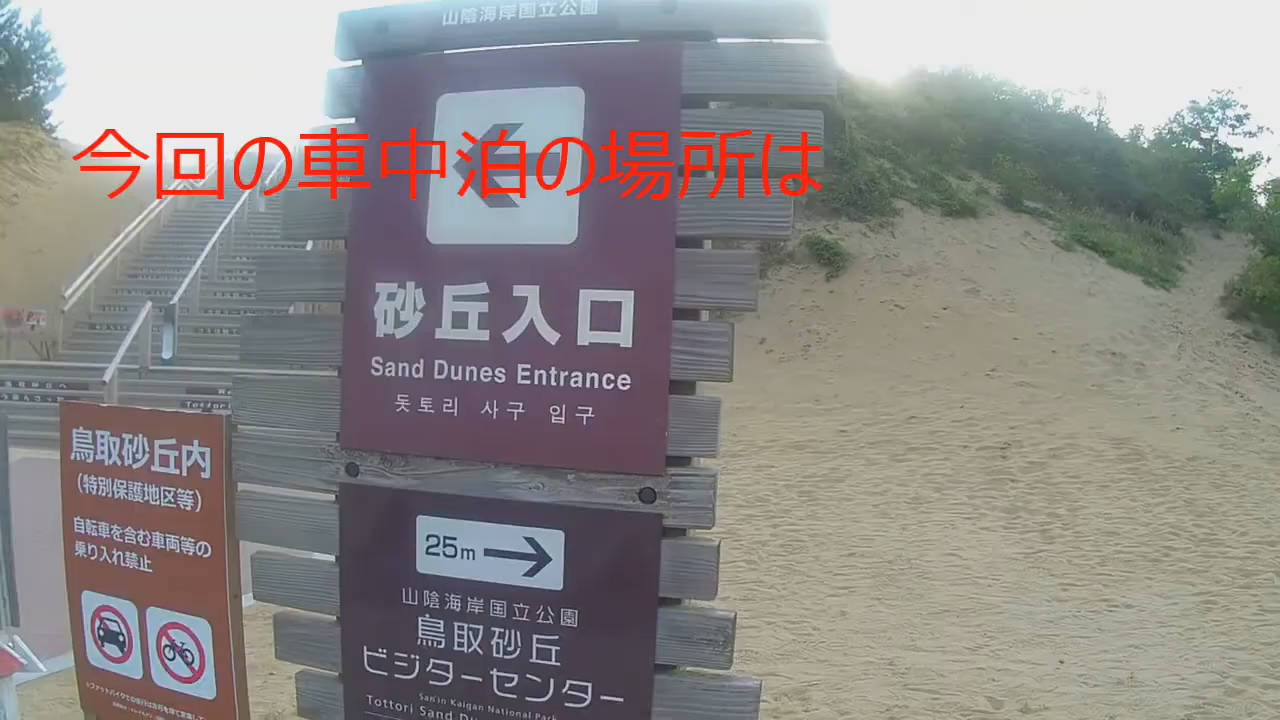 山陰海岸国立公園
今回の車中泊の場所は
砂丘入口
Sand Dunes Entrance
돗토리 사구 입구
鳥取砂丘内
(特別保護地区等)
自転車を含む車両等の
乗り入れ禁止
25m
山陰海岸国立公園
鳥取砂丘
ビジターセンター
San'in Kaigan National Park
Tottori Sand